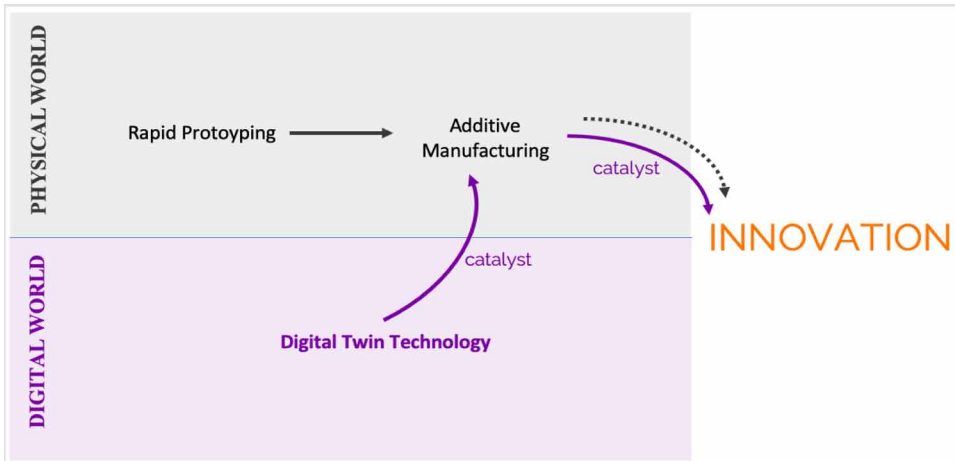 PHYSICAL WORLD
Rapid Protoyping
Additive
Manufacturing
catalyst
INNOVATION
catalyst
Digital Twin Technology
DIGITAL WORLD